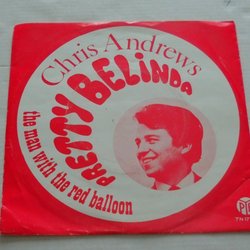 Chris Andrews
PRETTY BELINDA
the man with the red balloon